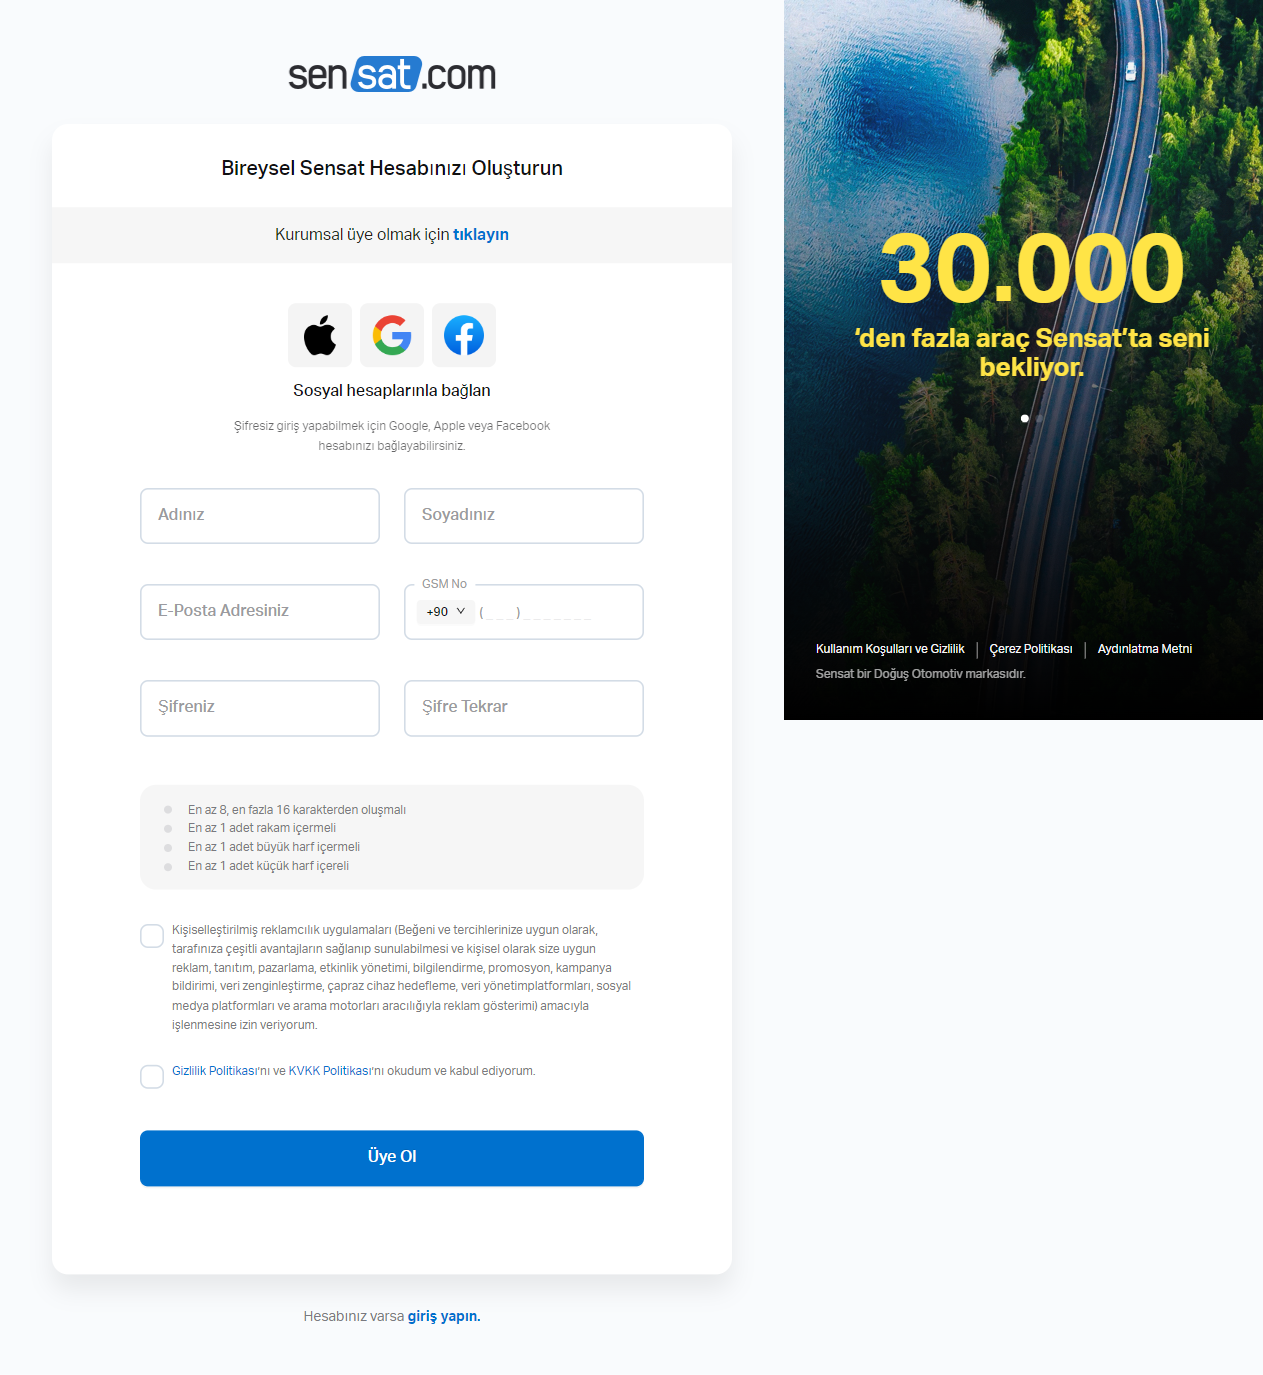 sensat.com
Bireysel Sensat Hesabınızı Oluşturun
Kurumsal üye olmak için tıklayın
Sosyal hesaplarınla bağlan
Şifresiz giriş yapabilmek için Google, Apple veya Facebook
hesabınızı bağlayabilirsiniz.
Adınız
Soyadınız
E-Posta Adresiniz
GSM No
+90 (___) _______
Şifreniz
Şifre Tekrar
En az 8, en fazla 16 karakterden oluşmalı
En az 1 adet rakam içermeli
En az 1 adet büyük harf içermeli
En az 1 adet küçük harf içereli
Kişiselleştirilmiş reklamcılık uygulamaları (Beğeni ve tercihlerinize uygun olarak,
tarafınıza çeşitli avantajların sağlanıp sunulabilmesi ve kişisel olarak size uygun
reklam, tanıtım, pazarlama, etkinlik yönetimi, bilgilendirme, promosyon, kampanya
bildirimi, veri zenginleştirme, çapraz cihaz hedefleme, veri yönetimplatformları, sosyal
medya platformları ve arama motorları aracılığıyla reklam gösterimi) amacıyla
işlenmesine izin veriyorum.
Gizlilik Politikası'nı ve KVKK Politikası'nı okudum ve kabul ediyorum.
Üye Ol
Hesabınız varsa giriş yapın.
30.000
‘den fazla araç Sensat’ta seni
bekliyor.
Kullanım Koşulları ve Gizlilik | Çerez Politikası | Aydınlatma Metni
Sensat bir Doğuş Otomotiv markasıdır.